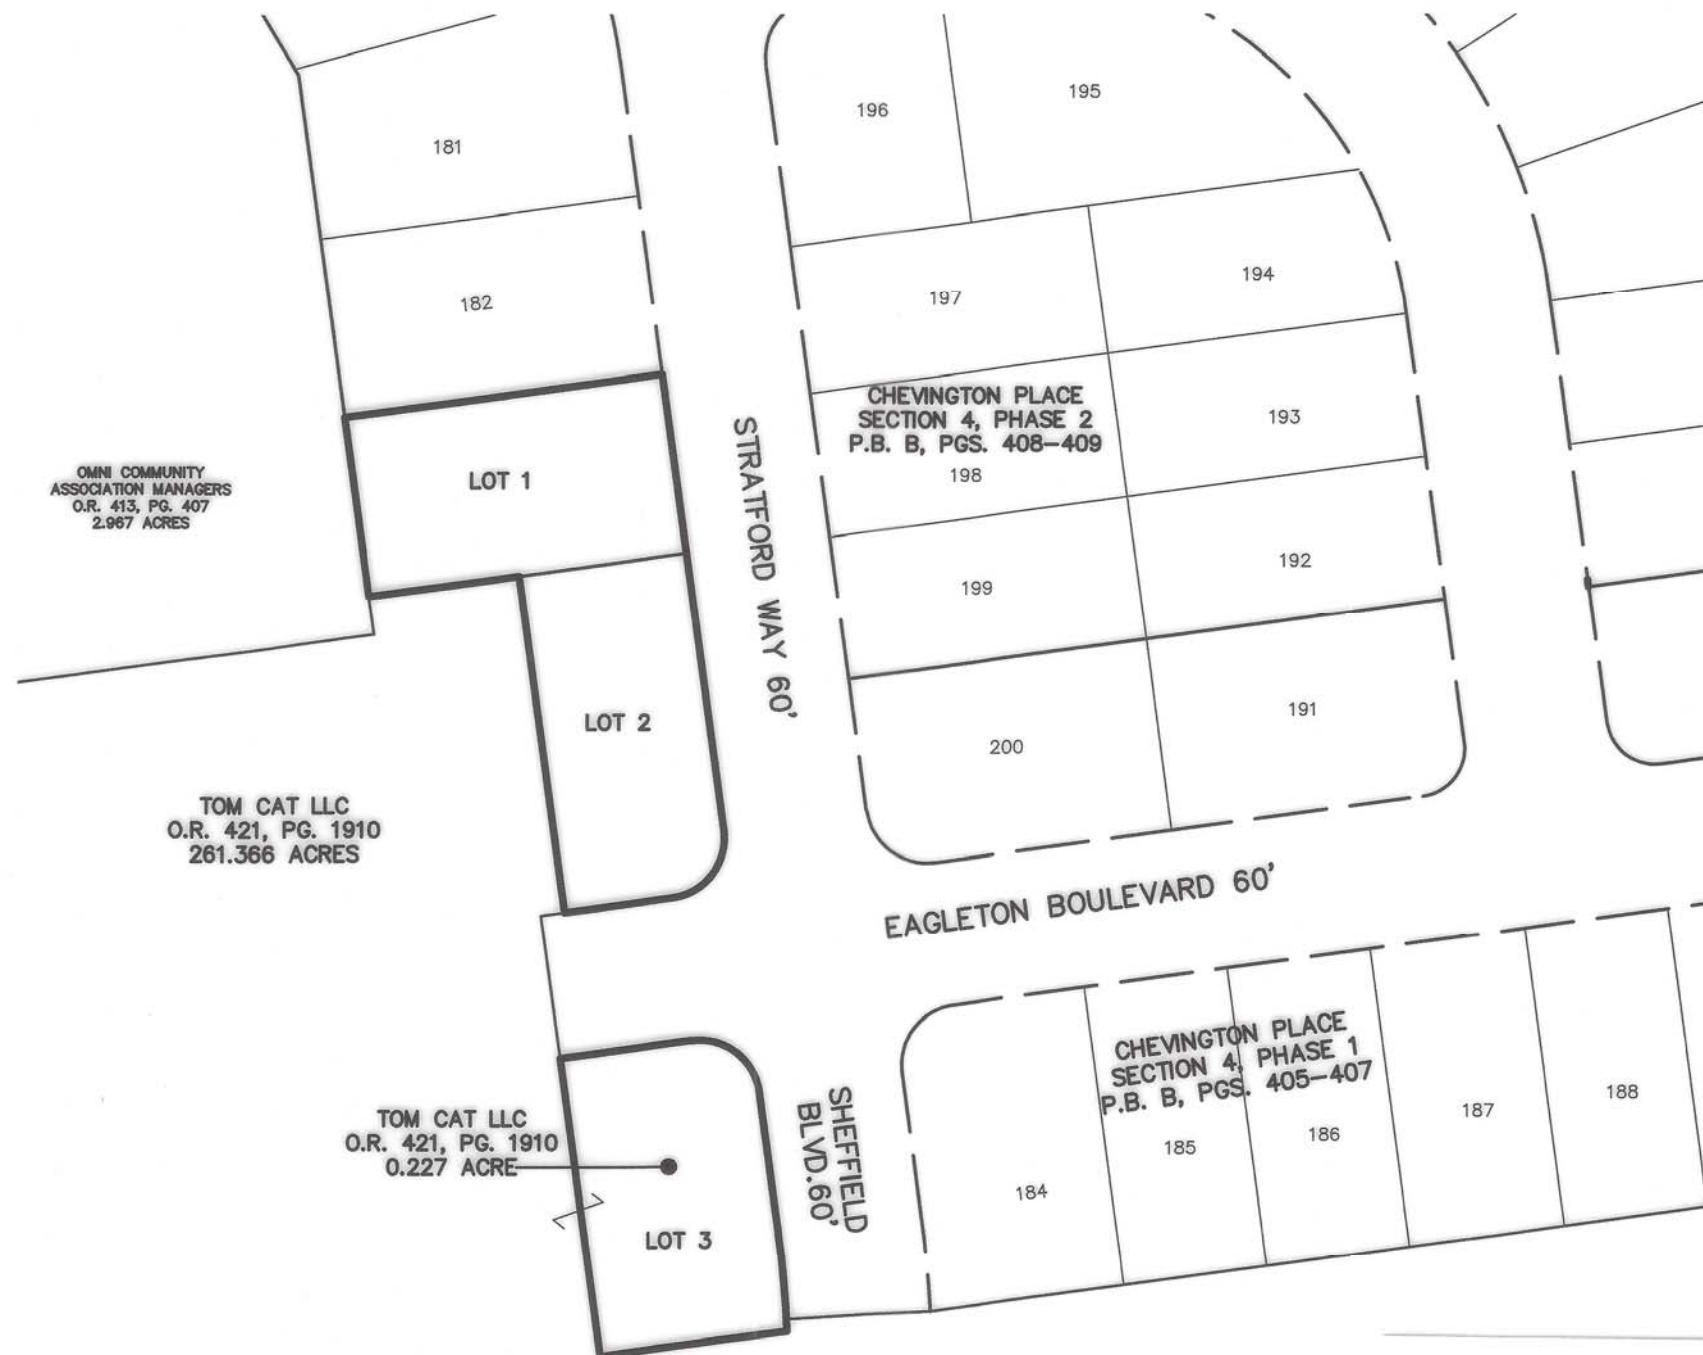 181
196
195
182
197
194
CHEVINGTON PLACE
SECTION 4, PHASE 2
P.B. B, PGS. 408-409
193
198
OMNI COMMUNITY
ASSOCIATION MANAGERS
O.R. 413, PG. 407
2.967 ACRES
LOT 1
STRATFORD WAY 60'
199
192
LOT 2
200
191
TOM CAT LLC
O.R. 421, PG. 1910
261.366 ACRES
EAGLETON BOULEVARD 60'
CHEVINGTON PLACE
SECTION 4, PHASE 1
P.B. B, PGS. 405-407
184
185
186
187
188
TOM CAT LLC
O.R. 421, PG. 1910
0.227 ACRE
SHEFFIELD
BLVD.60'
LOT 3